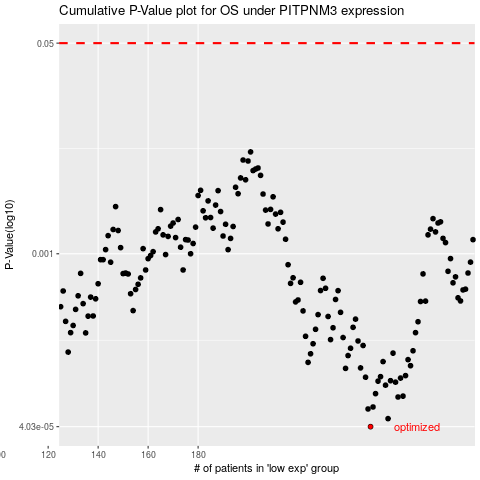 Cumulative P-Value plot for OS under PITPNM3 expression
0.05
P-Value(log10)
0.001
4.03e-05
optimized
0 120 140 160 180
# of patients in 'low exp' group